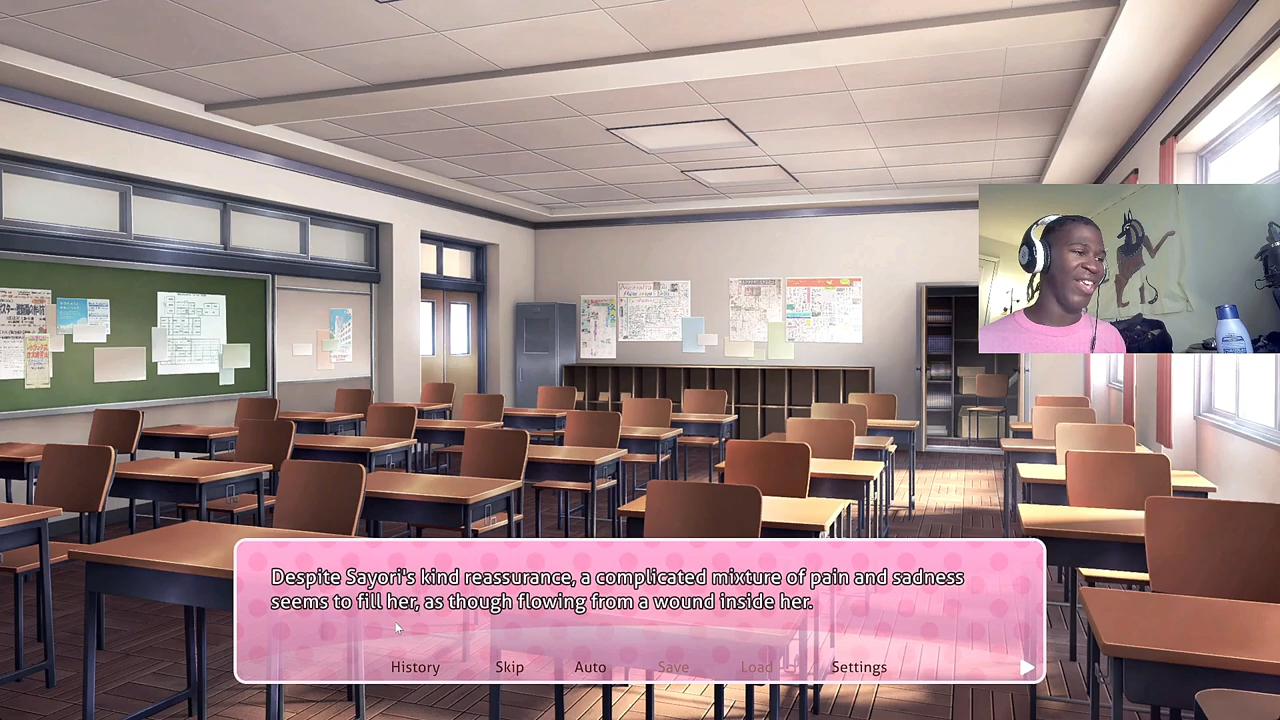 Despite Sayori's kind reassurance, a complicated mixture of pain and sadness
seems to fill her, as though flowing from a wound inside her.
History Skip Auto Save Load Settings